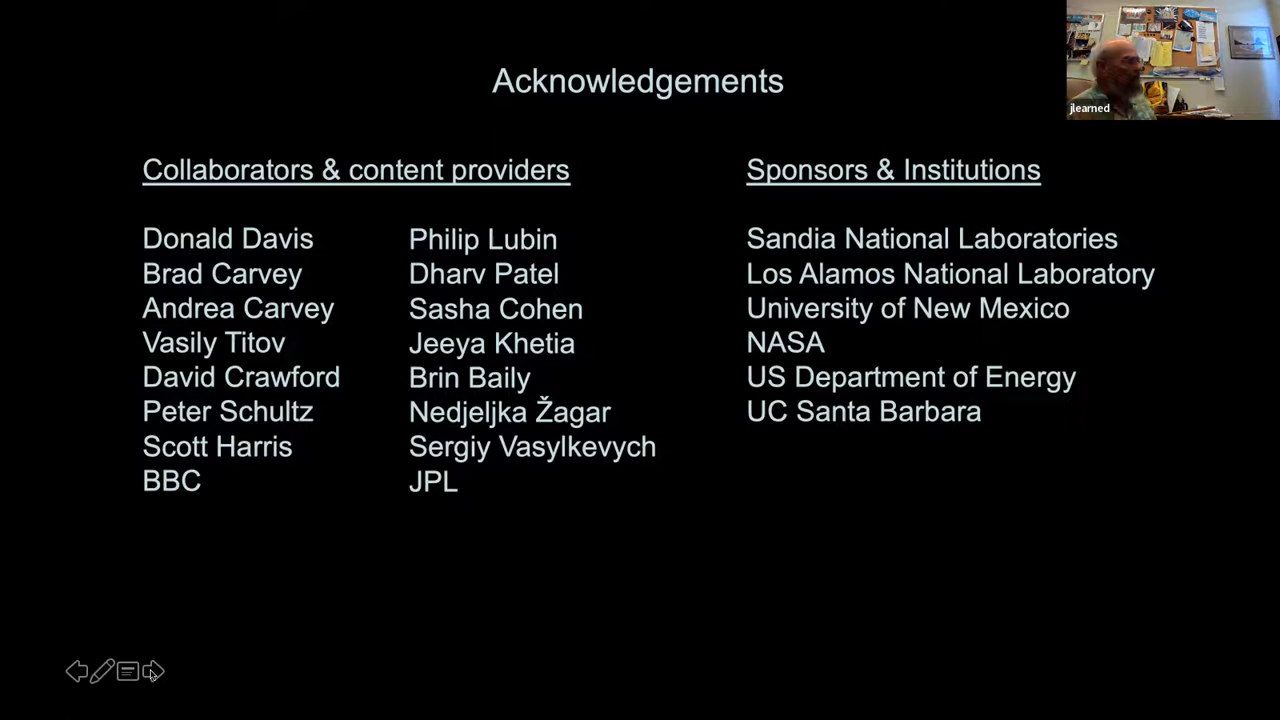 Acknowledgements
jlearned
Collaborators & content providers
Donald Davis
Brad Carvey
Andrea Carvey
Vasily Titov
David Crawford
Peter Schultz
Scott Harris
BBC
Philip Lubin
Dharv Patel
Sasha Cohen
Jeeya Khetia
Brin Baily
Nedjeljka Žagar
Sergiy Vasylkevych
JPL
Sponsors & Institutions
Sandia National Laboratories
Los Alamos National Laboratory
University of New Mexico
NASA
US Department of Energy
UC Santa Barbara